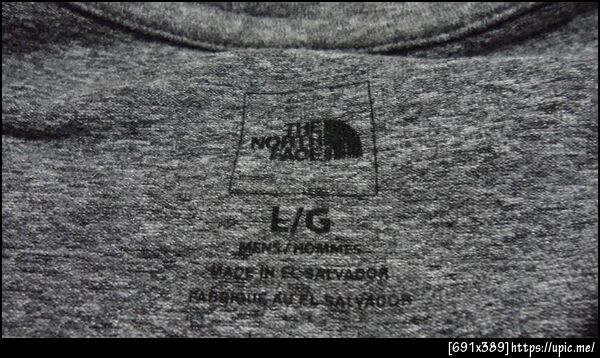 THE
NORTH
FACE
L/G
MENS/HOMMES
MADE IN EL SALVADOR
FABRIQUE AU EL SALVADOR
[691x389]https://upic.me/